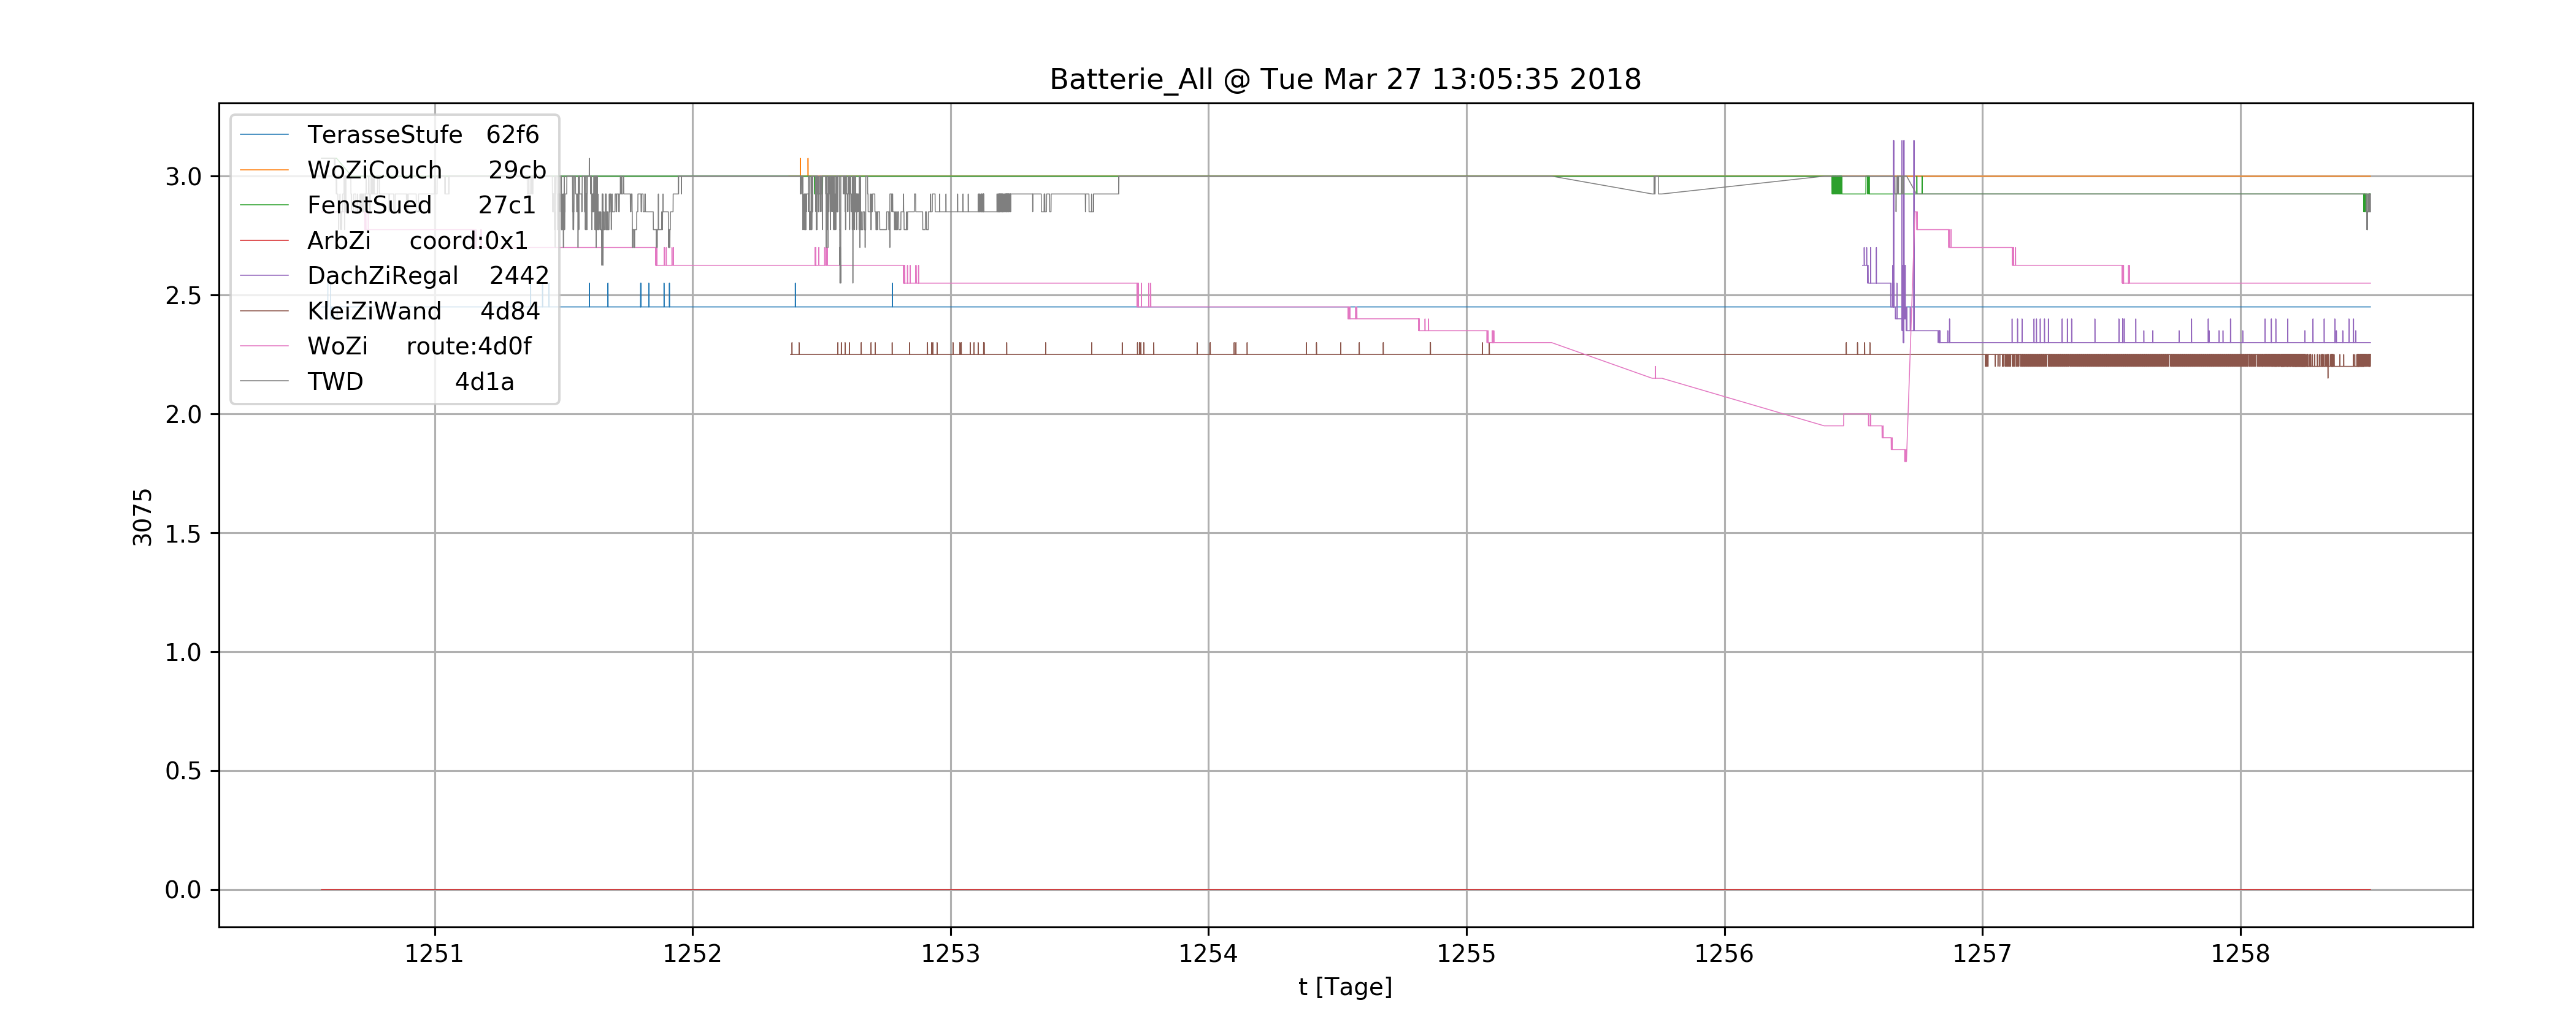 Batterie_All @ Tue Mar 27 13:05:35 2018
TerasseStufe 62f6
WoZiCouch 29cb
FenstSued 27c1
ArbZi coord:0x1
DachZiRegal 2442
KleiZiWand 4d84
WoZi route:4d0f
TWD 4d1a
3.0
2.5
2.0
1.5
1.0
0.5
0.0
3075
1251 1252 1253 1254 1255 1256 1257 1258
t [Tage]